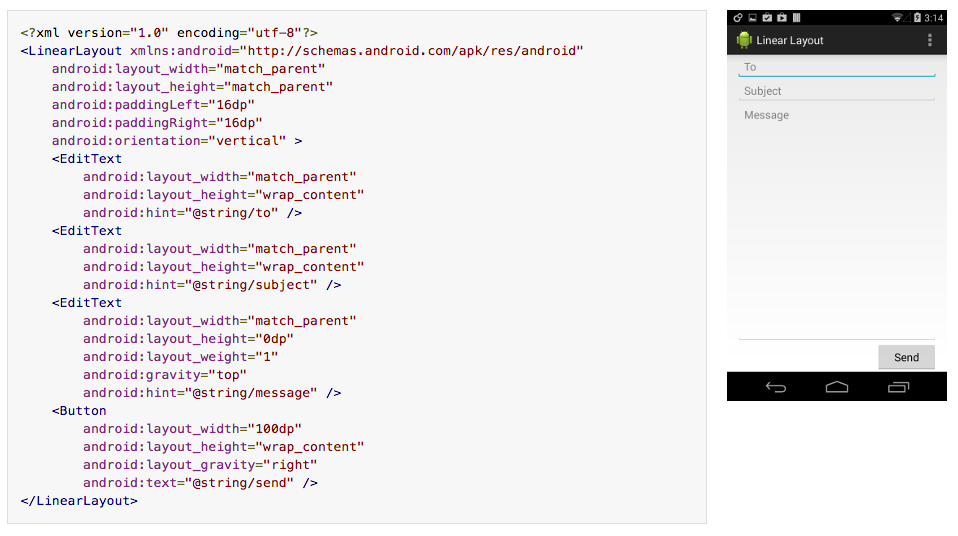 <?xml version="1.0" encoding="utf-8"?>
<LinearLayout xmlns:android="http://schemas.android.com/apk/res/android"
    android:layout_width="match_parent"
    android:layout_height="match_parent"
    android:paddingLeft="16dp"
    android:paddingRight="16dp"
    android:orientation="vertical" >
    <EditText
        android:layout_width="match_parent"
        android:layout_height="wrap_content"
        android:hint="@string/to" />
    <EditText
        android:layout_width="match_parent"
        android:layout_height="wrap_content"
        android:hint="@string/subject" />
    <EditText
        android:layout_width="match_parent"
        android:layout_height="0dp"
        android:layout_weight="1"
        android:gravity="top"
        android:hint="@string/message" />
    <Button
        android:layout_width="100dp"
        android:layout_height="wrap_content"
        android:layout_gravity="right"
        android:text="@string/send" />
</LinearLayout>
3:14
Linear Layout
To
Subject
Message
Send